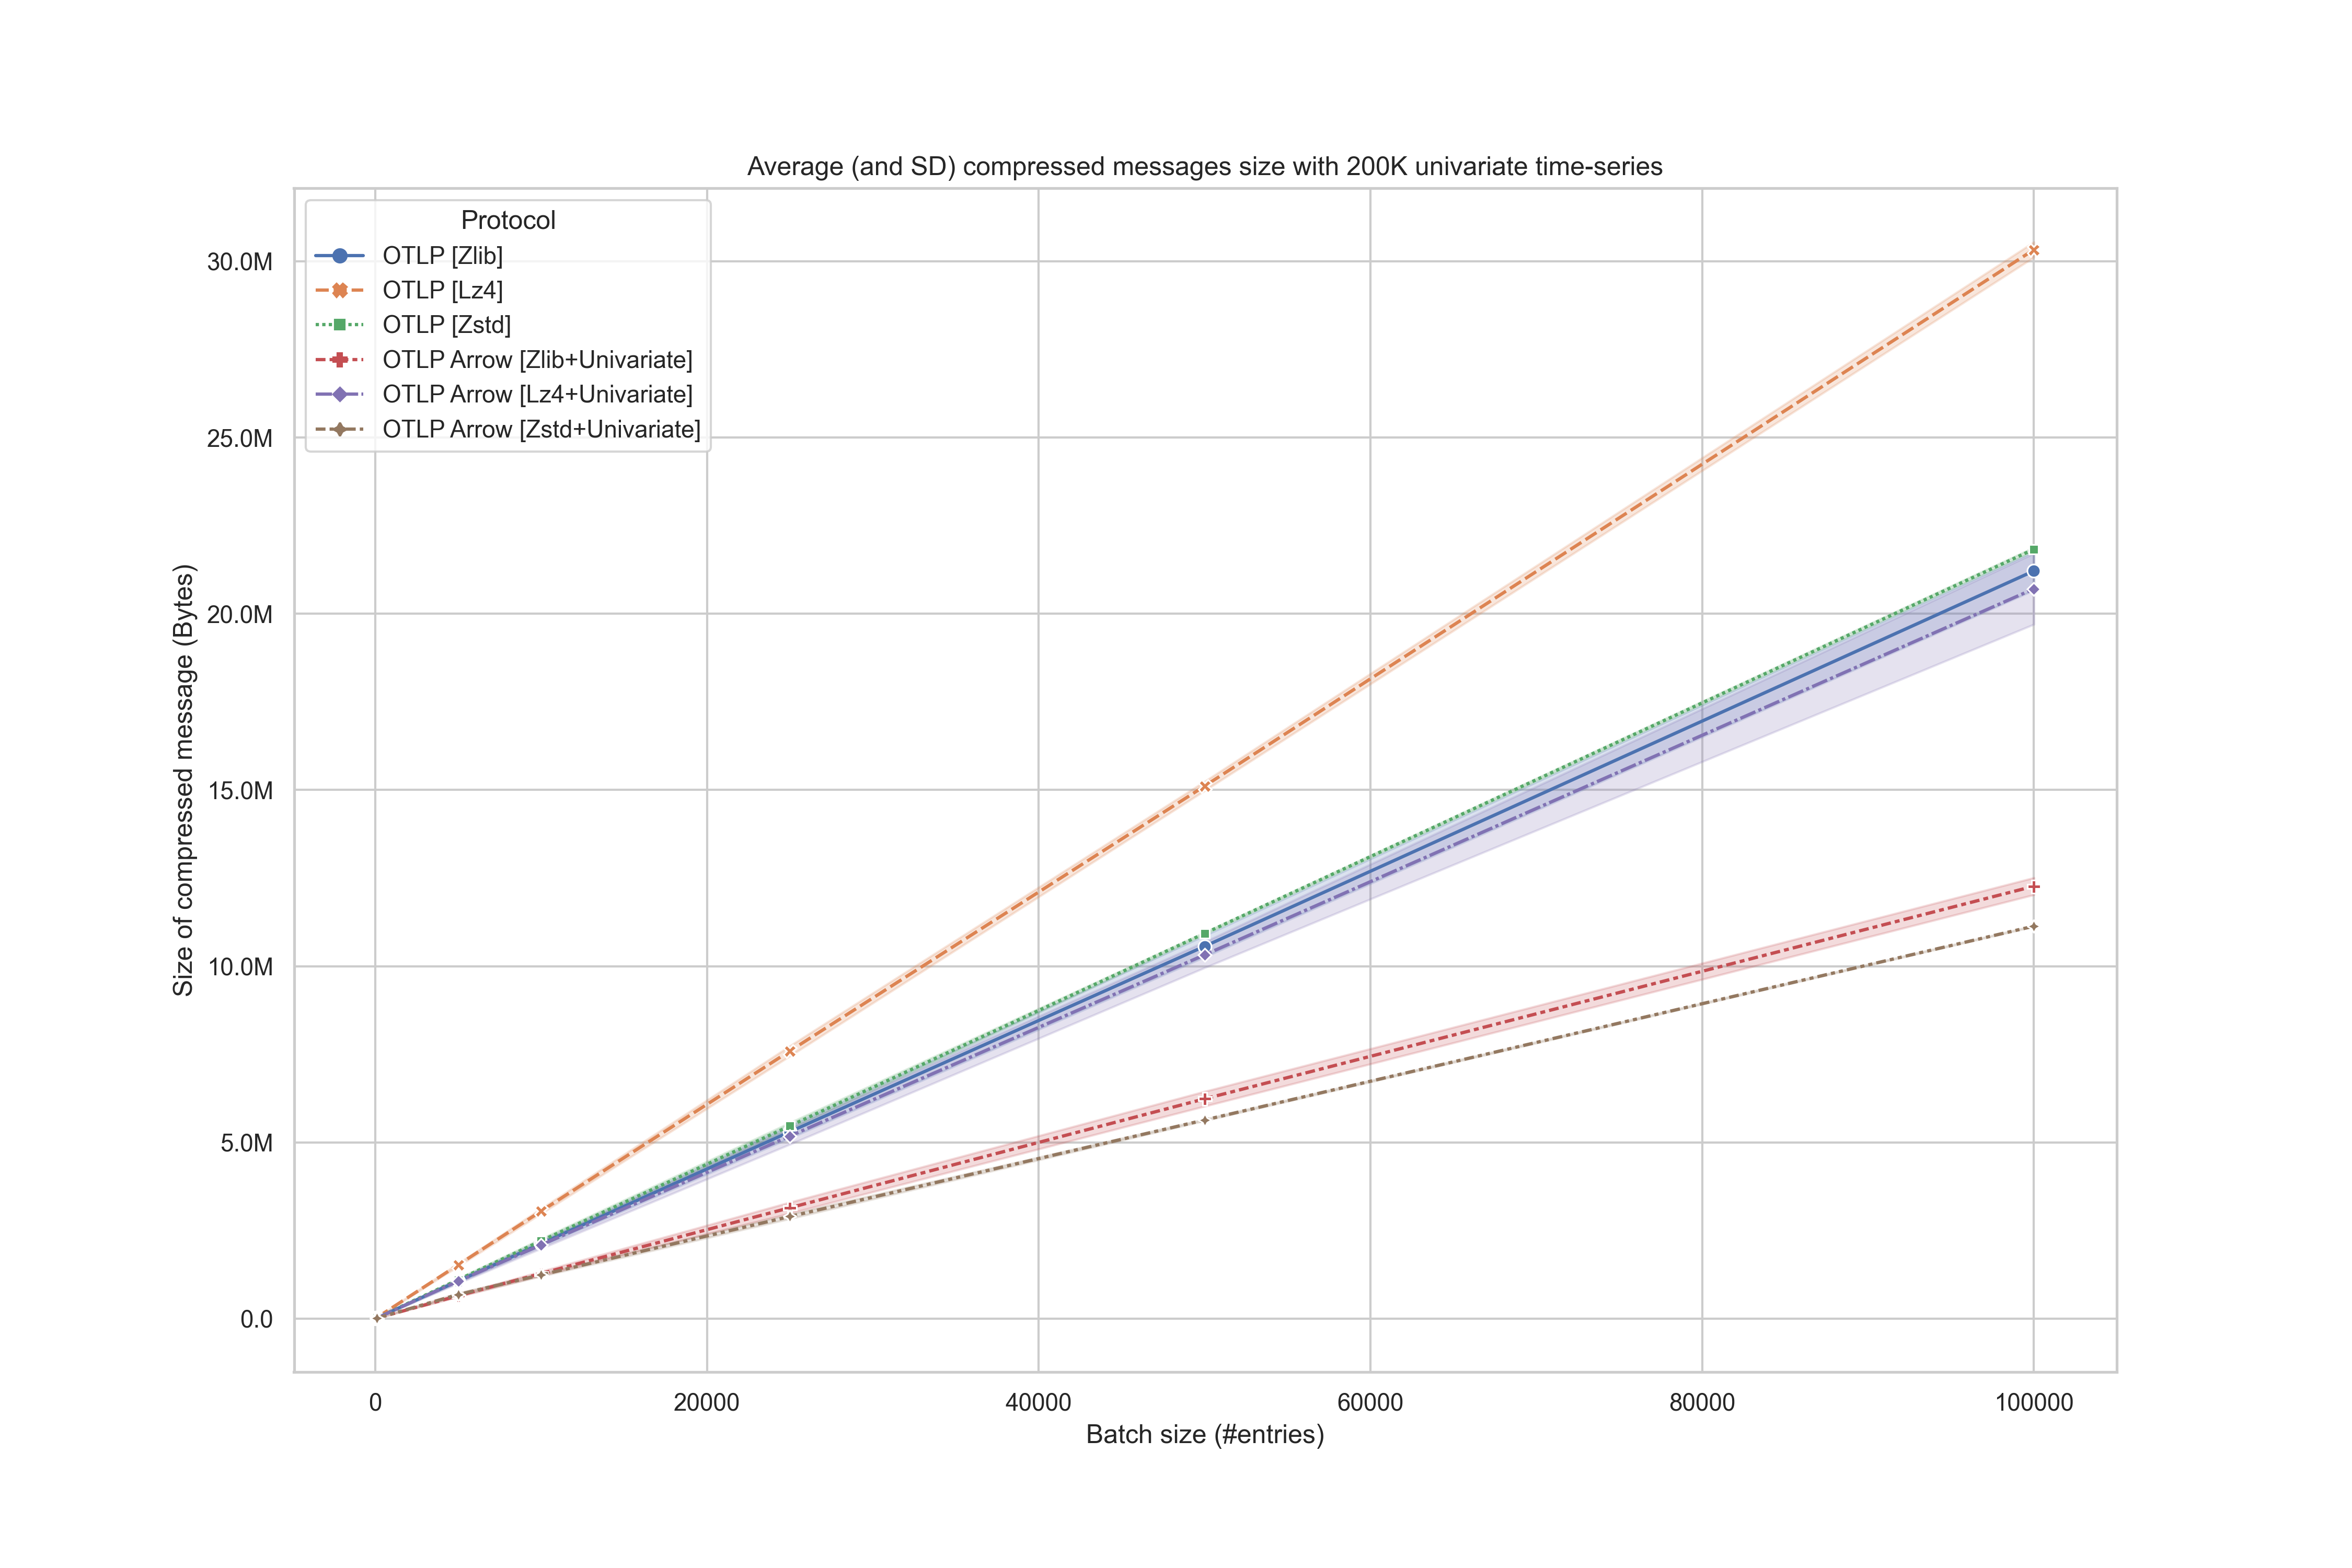 Average (and SD) compressed messages size with 200K univariate time-series
Protocol
OTLP [Zlib]
OTLP [Lz4]
OTLP [Zstd]
OTLP Arrow [Zlib+Univariate]
OTLP Arrow [Lz4+Univariate]
OTLP Arrow [Zstd+Univariate]
30.0M
25.0M
20.0M
15.0M
10.0M
5.0M
0.0
Size of compressed message (Bytes)
0
20000
40000
60000
80000
100000
Batch size (#entries)